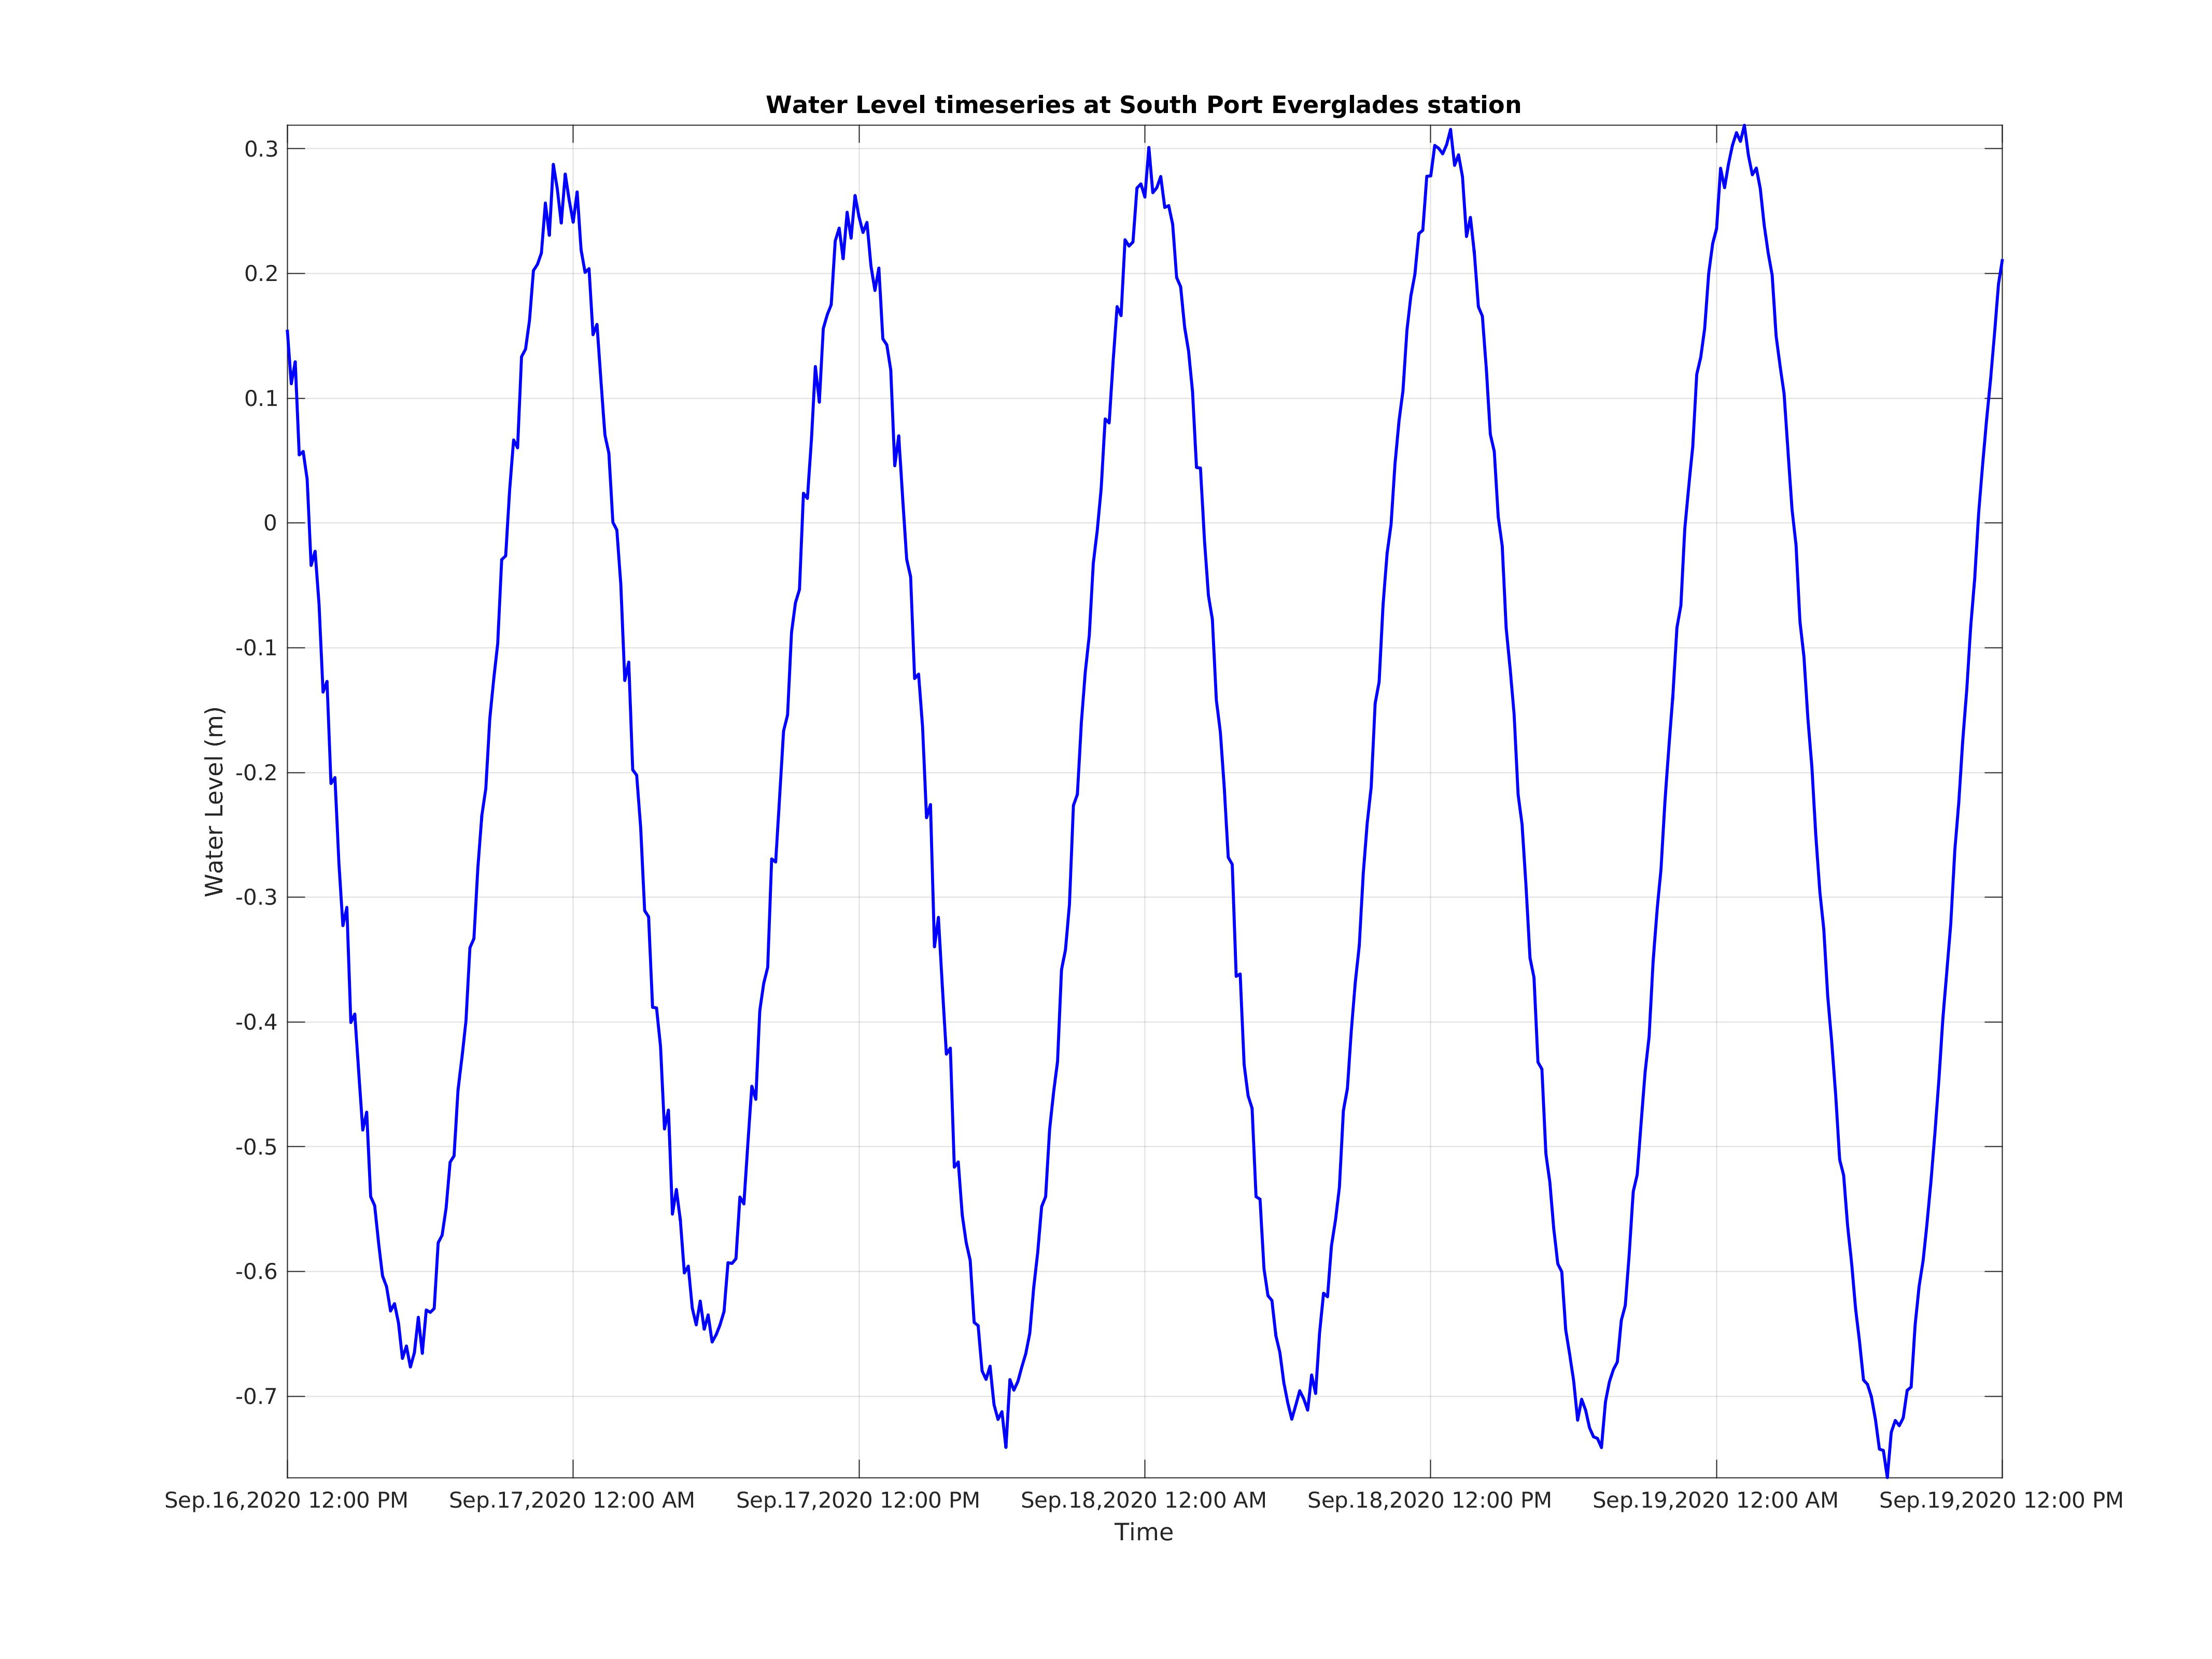 Water Level timeseries at South Port Everglades station
0.3
0.2
0.1
0
-0.1
-0.2
-0.3
-0.4
-0.5
-0.6
-0.7
Water Level (m)
Sep.16,2020 12:00 PM
Sep.17,2020 12:00 AM
Sep.17,2020 12:00 PM
Sep.18,2020 12:00 AM
Sep.18,2020 12:00 PM
Sep.19,2020 12:00 AM
Sep.19,2020 12:00 PM
Time